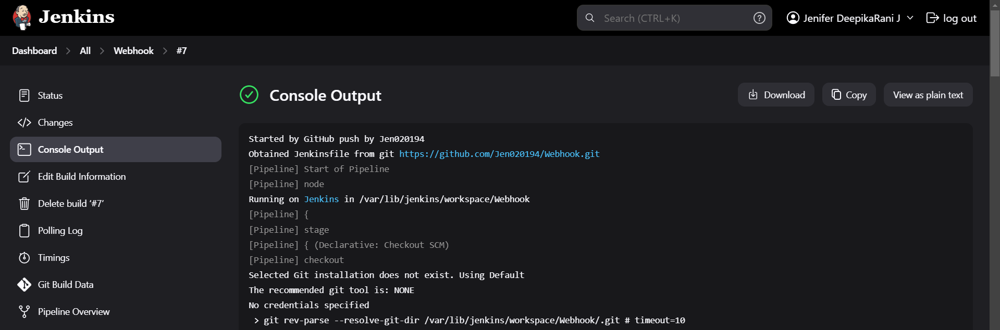 Jenkins
Search (CTRL+K)
?
Jenifer DeepikaRani J
log out
Dashboard > All > Webhook > #7
Status
Changes
Console Output
Edit Build Information
Delete build ‘#7’
Polling Log
Timings
Git Build Data
Pipeline Overview
Console Output
Download
Copy
View as plain text
Started by GitHub push by Jen020194
Obtained Jenkinsfile from git https://github.com/Jen020194/Webhook.git
[Pipeline] Start of Pipeline
[Pipeline] node
Running on Jenkins in /var/lib/jenkins/workspace/Webhook
[Pipeline] {
[Pipeline] stage
[Pipeline] { (Declarative: Checkout SCM)
[Pipeline] checkout
Selected Git installation does not exist. Using Default
The recommended git tool is: NONE
No credentials specified
> git rev-parse --resolve-git-dir /var/lib/jenkins/workspace/Webhook/.git # timeout=10